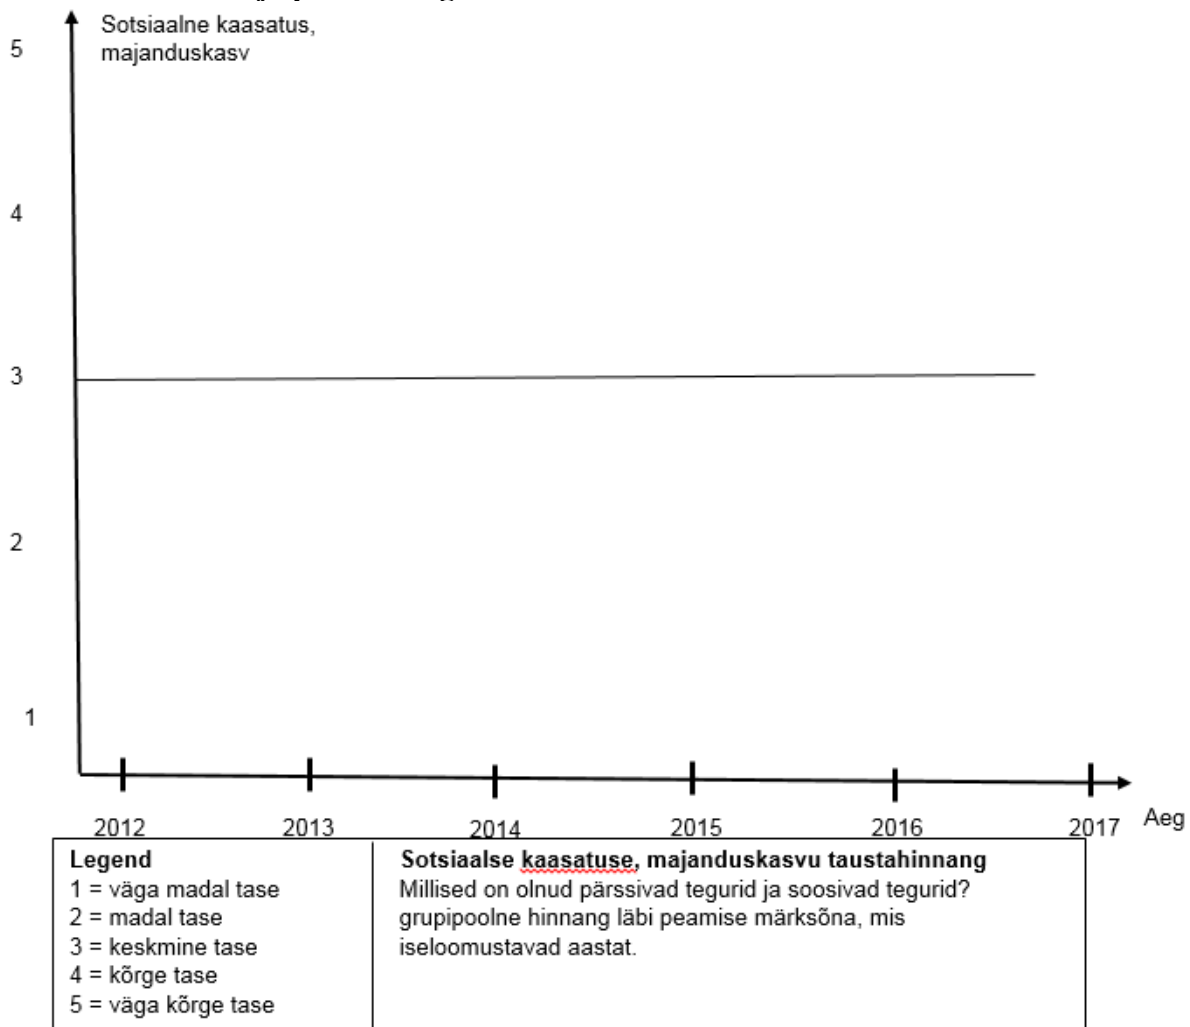 Sotsiaalne kaasatus,
majanduskasv
5
4
3
2
1
2012
2013
2014
2015
2016
2017
Aeg
Legend
1 = väga madal tase
2 = madal tase
3 = keskmine tase
4 = kõrge tase
5 = väga kõrge tase
Sotsiaalse kaasatuse, majanduskasvu taustahinnang
Millised on olnud pärssivad tegurid ja soosivad tegurid?
grupipoolne hinnang läbi peamise märksõna, mis
iseloomustavad aastat.